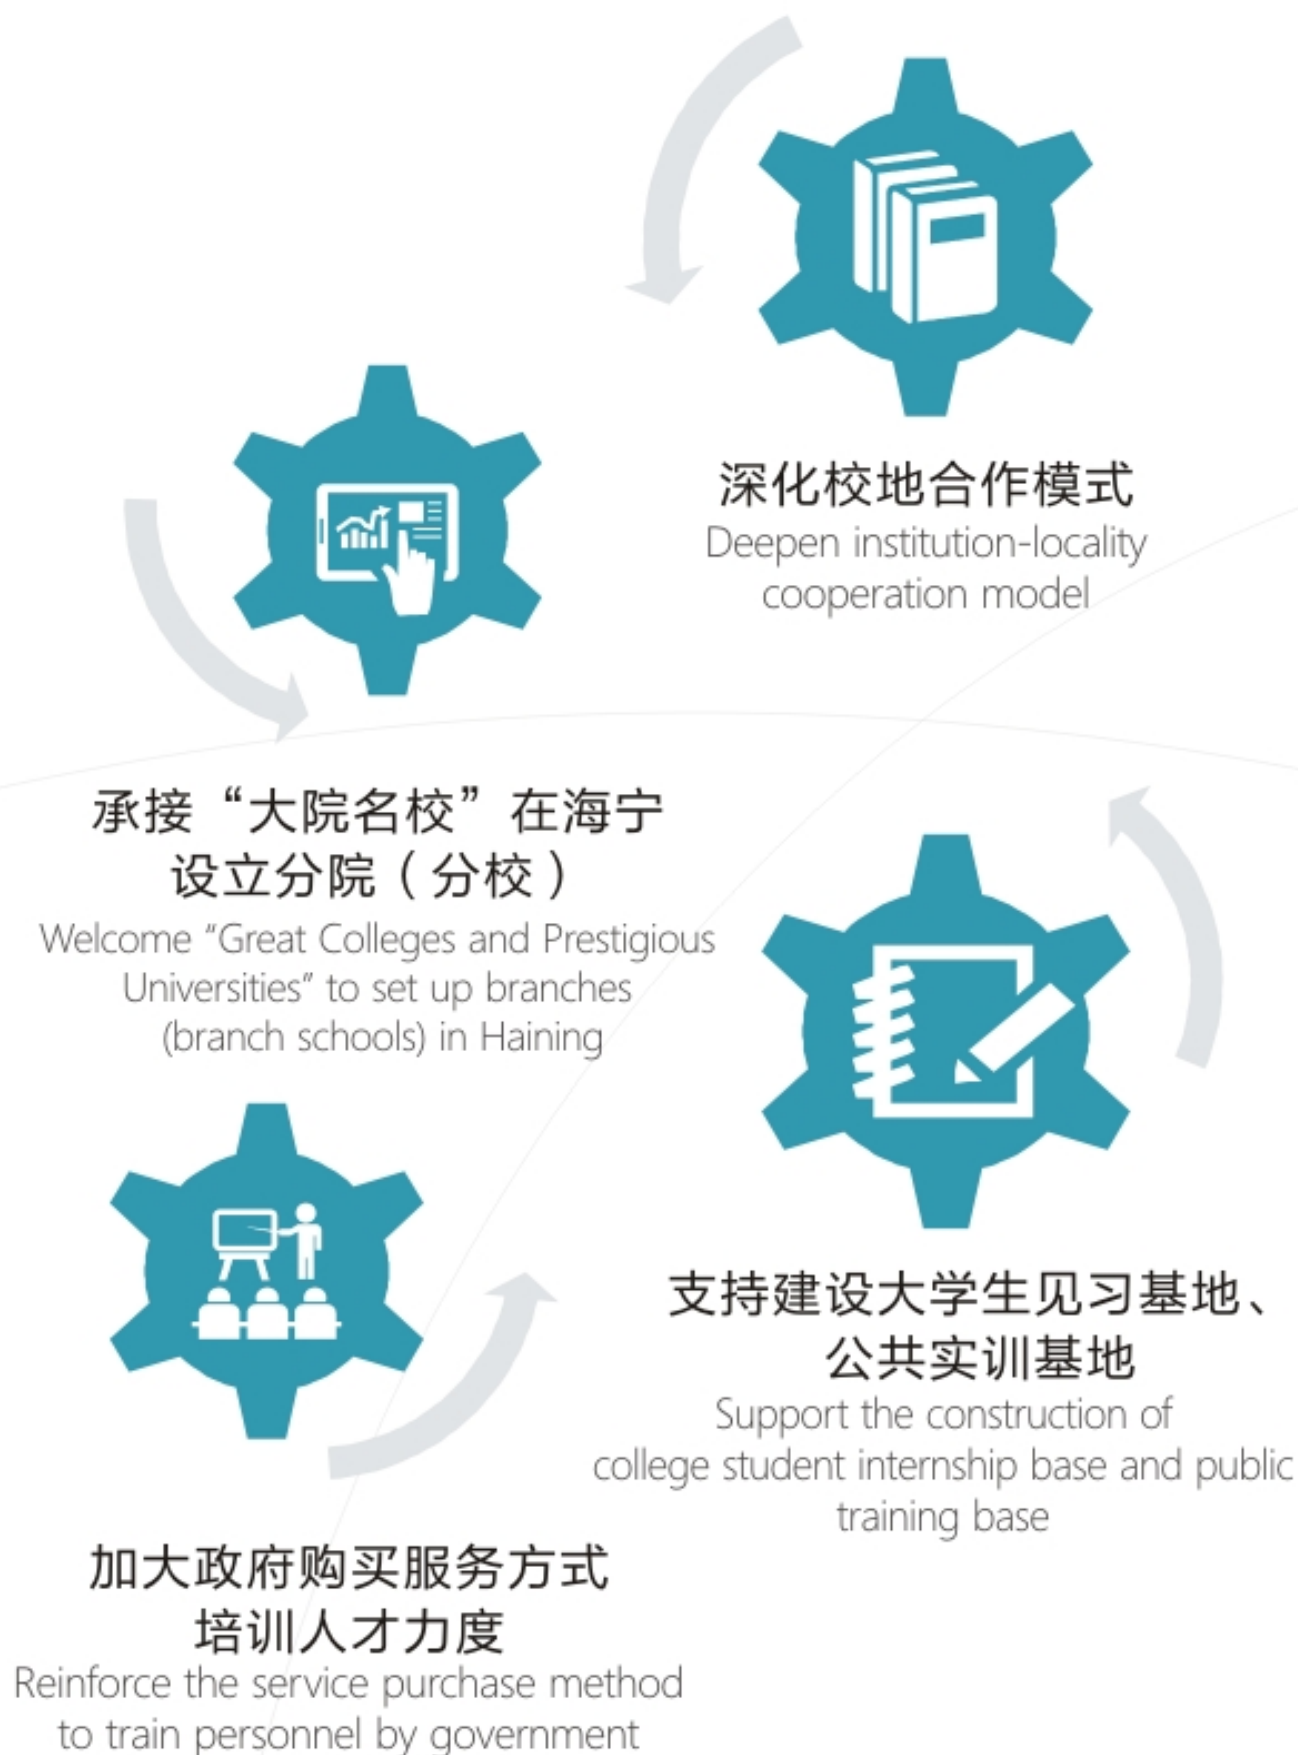 深化校地合作模式
Deepen institution-locality
cooperation model
承接“大院名校”在海宁
设立分院（分校）
Welcome “Great Colleges and Prestigious
Universities” to set up branches
(branch schools) in Haining
支持建设大学生见习基地、
公共实训基地
Support the construction of
college student internship base and public
training base
加大政府购买服务方式
培训人才力度
Reinforce the service purchase method
to train personnel by government